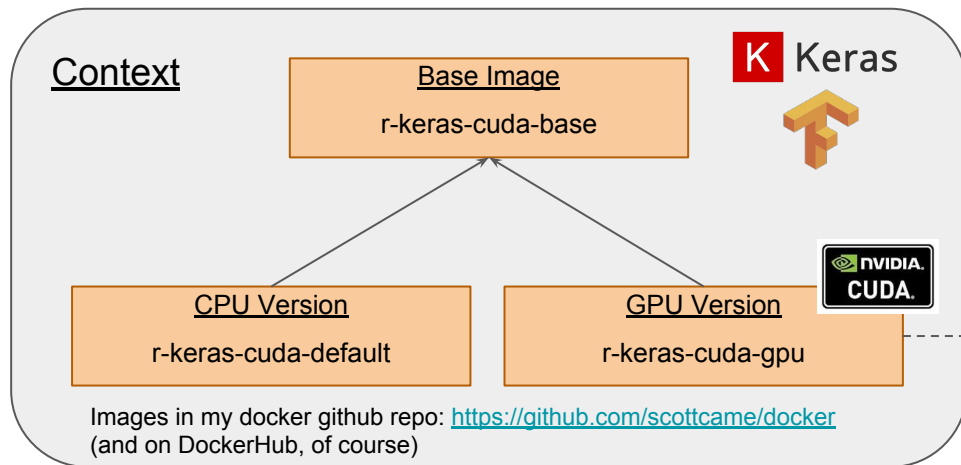 Context
Base Image
r-keras-cuda-base
K Keras
CPU Version
r-keras-cuda-default
GPU Version
r-keras-cuda-gpu
NVIDIA.
CUDA.
Images in my docker github repo: https://github.com/scottcame/docker
(and on DockerHub, of course)